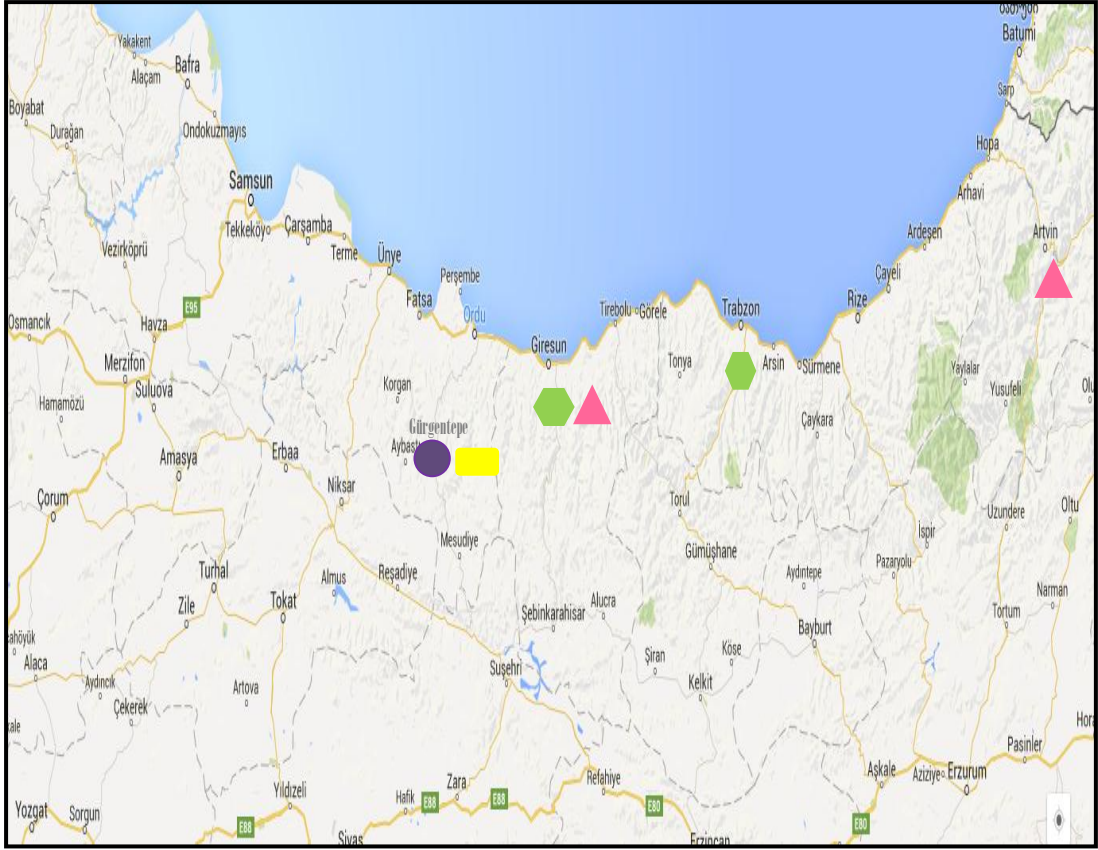 ბათუმი
Batumi
Yakakent
Alaçam
Bafra
Sarp
Boyabat
Durağan
Ondokuzmayıs
Hopa
Samsun
Arhavi
Tekkeköy
Çarşamba
Ardeşen
Artvin
Vezirköprü
Terme
Ünye
Perşembe
Çayeli
Fatsa
Rize
E95
Ordu
Tirebolu
Görele
Trabzon
Osmancık
Havza
Giresun
Merzifon
Tonya
Arsin
Sürmene
Yaylalar
Suluova
Korgan
Yusufeli
Hamamözü
Çaykara
Gürgentepe
Amasya
Erbaa
Niksar
Çorum
Torul
Uzundere
Oltu
İspir
Mesudiye
Gümüşhane
Pazaryolu
Turhal
Almus
Reşadiye
Aydıntepe
Narman
Zile
Tokat
Şebinkarahisar
Alucra
Tortum
Bayburt
Alaca
Köse
Şiran
Suşehri
Aydıncık
Artova
Kelkit
Çekerek
Pasinler
Aşkale
Aziziye
Erzurum
Refahiye
Yıldızeli
Hafik
Zara
E88
E88
E80
Yozgat
Sorgun
E88
E80
Sivas
Erzincan